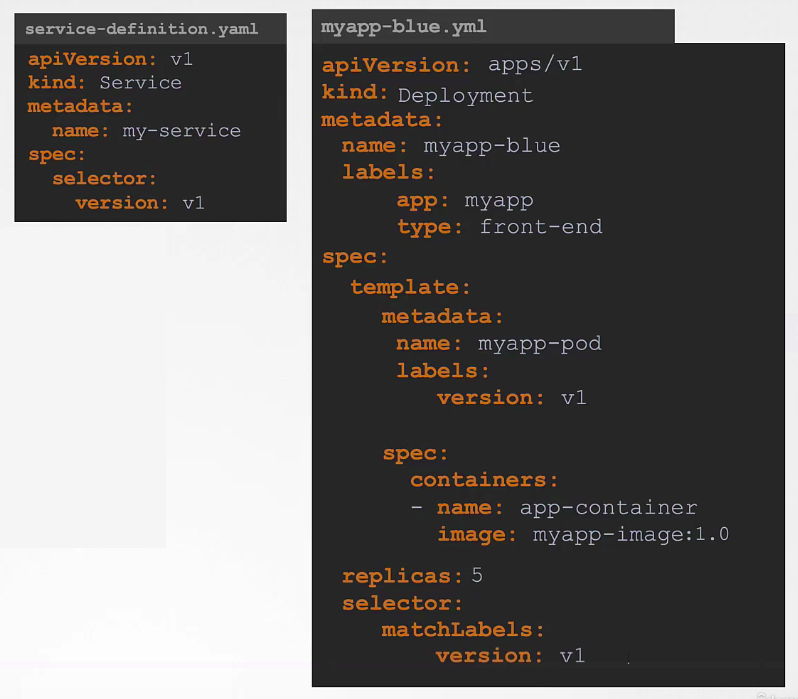 service-definition.yaml
apiVersion: v1
kind: Service
metadata:
  name: my-service
spec:
  selector:
    version: v1
myapp-blue.yml
apiVersion: apps/v1
kind: Deployment
metadata:
  name: myapp-blue
  labels:
      app: myapp
      type: front-end
spec:
  template:
    metadata:
     name: myapp-pod
     labels:
        version: v1
    spec:
      containers:
      - name: app-container
        image: myapp-image:1.0
  replicas: 5
  selector:
    matchLabels:
        version: v1